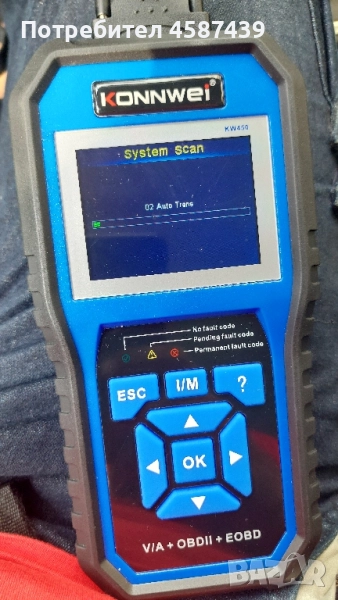 Потребител 4587439
KONNWEI
KW450
System Scan
02 Auto Trans
No fault code
Pending fault code
Permanent fault code
ESC
I/M
?
OK
V/A + OBDII + EOBD
BAZAR